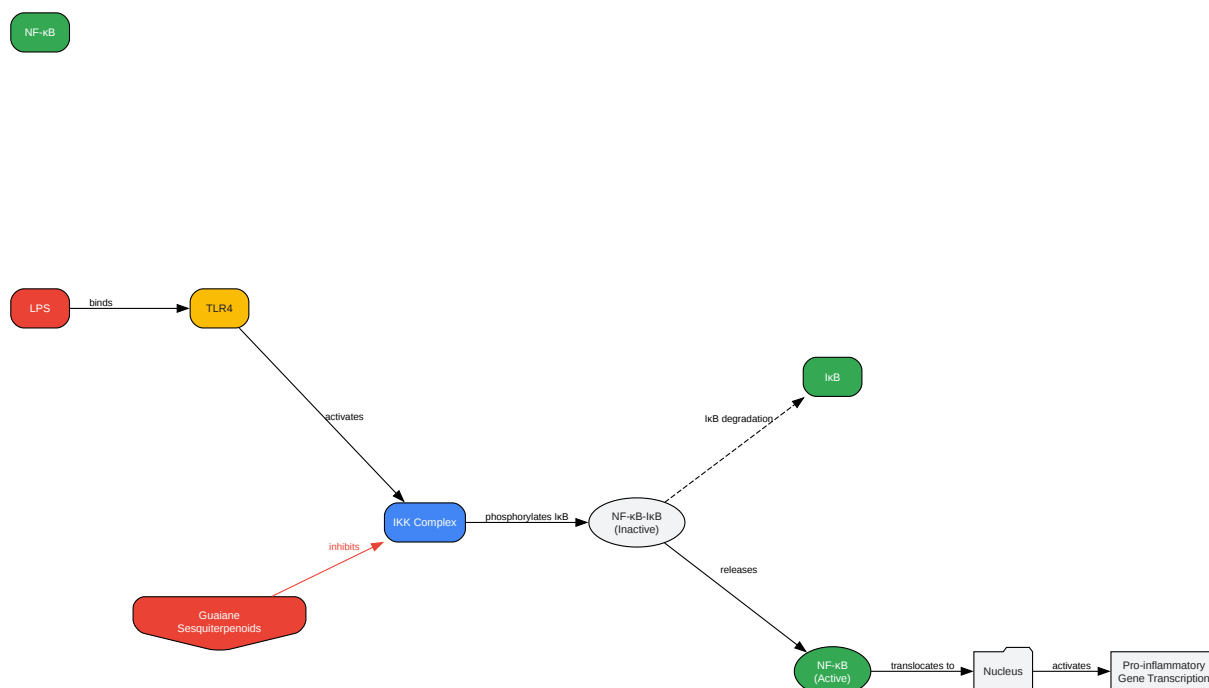 NF-κB
LPS
binds
TLR4
IκB
activates
IκB degradation
IKK Complex
phosphorylates IκB
NF-κB-IκB
(Inactive)
inhibits
releases
Guaiane
Sesquiterpenoids
NF-κB
(Active)
translocates to
Nucleus
activates
Pro-inflammatory
Gene Transcription